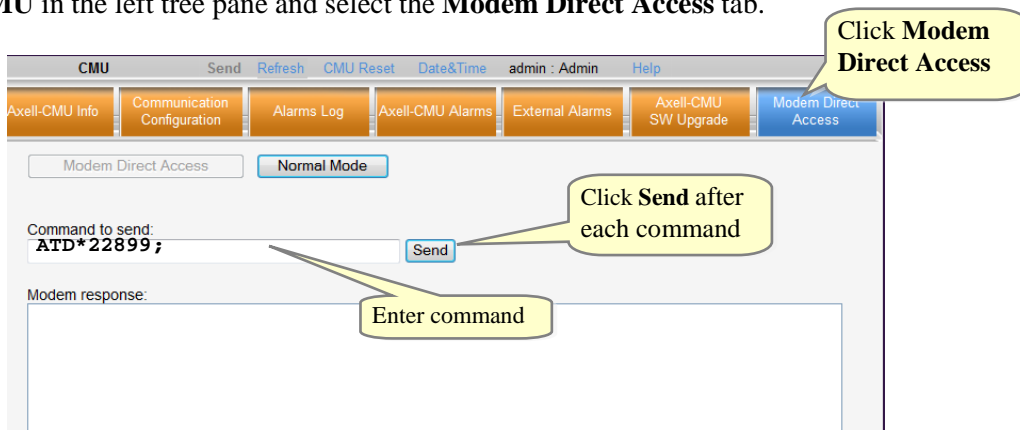 MU in the left tree pane and select the Modem Direct Access tab.
Click Modem
Direct Access
CMU Send Refresh CMU Reset Date&Time admin : Admin Help
Axell-CMU Info
Communication
Configuration
Alarms Log
Axell-CMU Alarms
External Alarms
Axell-CMU
SW Upgrade
Modem Direct
Access
Modem Direct Access
Normal Mode
Click Send after
each command
Command to send:
ATD*22899;
Send
Modem response:
Enter command